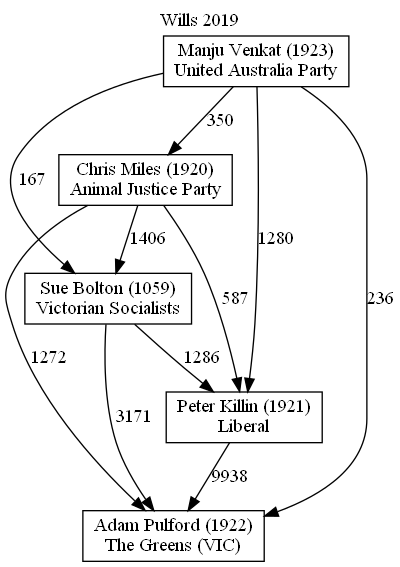 Wills 2019
Manju Venkat (1923)
United Australia Party
350
Chris Miles (1920)
Animal Justice Party
167
1406
1280
Sue Bolton (1059)
Victorian Socialists
587
236
1272
1286
3171
Peter Killin (1921)
Liberal
9938
Adam Pulford (1922)
The Greens (VIC)